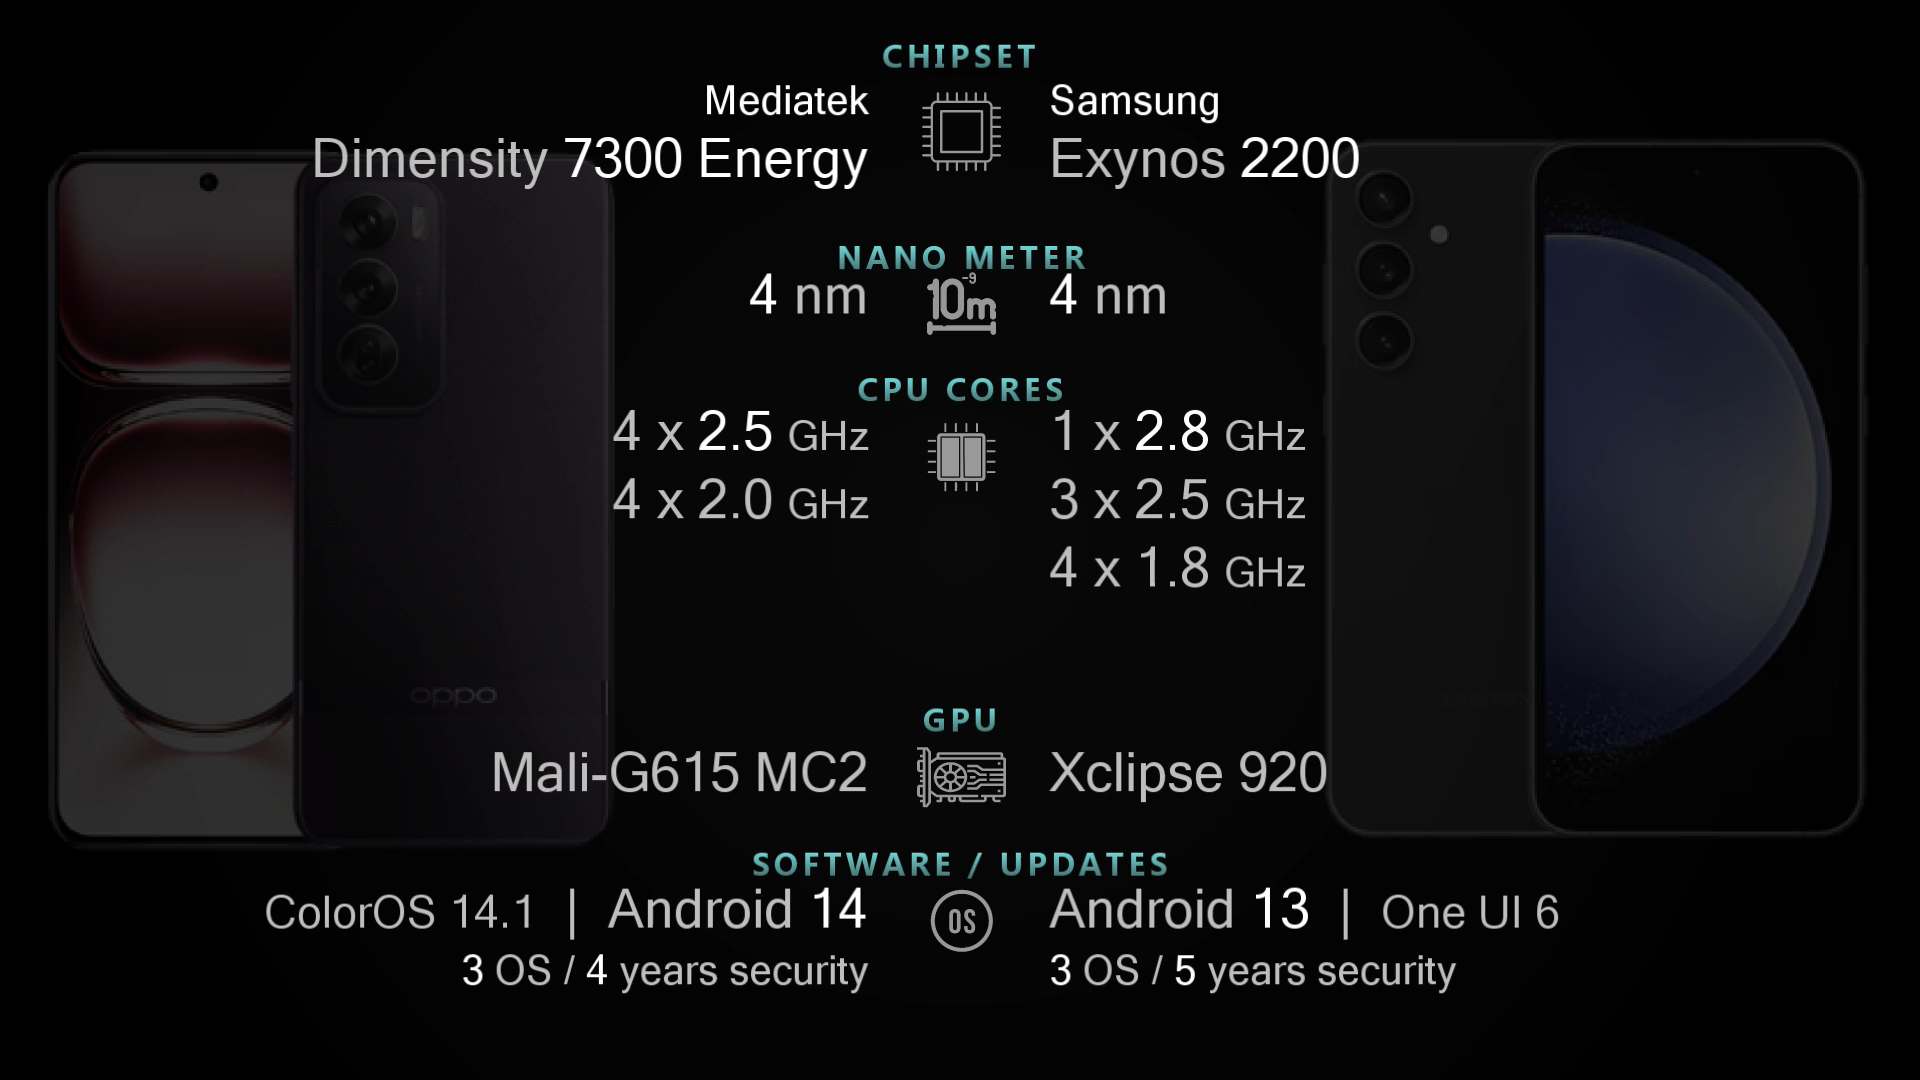 CHIPSET
Mediatek
Dimensity 7300 Energy
Samsung
Exynos 2200
NANO METER
4 nm
10⁻⁹m
4 nm
CPU CORES
4 x 2.5 GHz
4 x 2.0 GHz
1 x 2.8 GHz
3 x 2.5 GHz
4 x 1.8 GHz
oppo
SAMSUNG
GPU
Mali-G615 MC2
Xclipse 920
SOFTWARE / UPDATES
ColorOS 14.1 | Android 14
3 OS / 4 years security
OS
Android 13 | One UI 6
3 OS / 5 years security